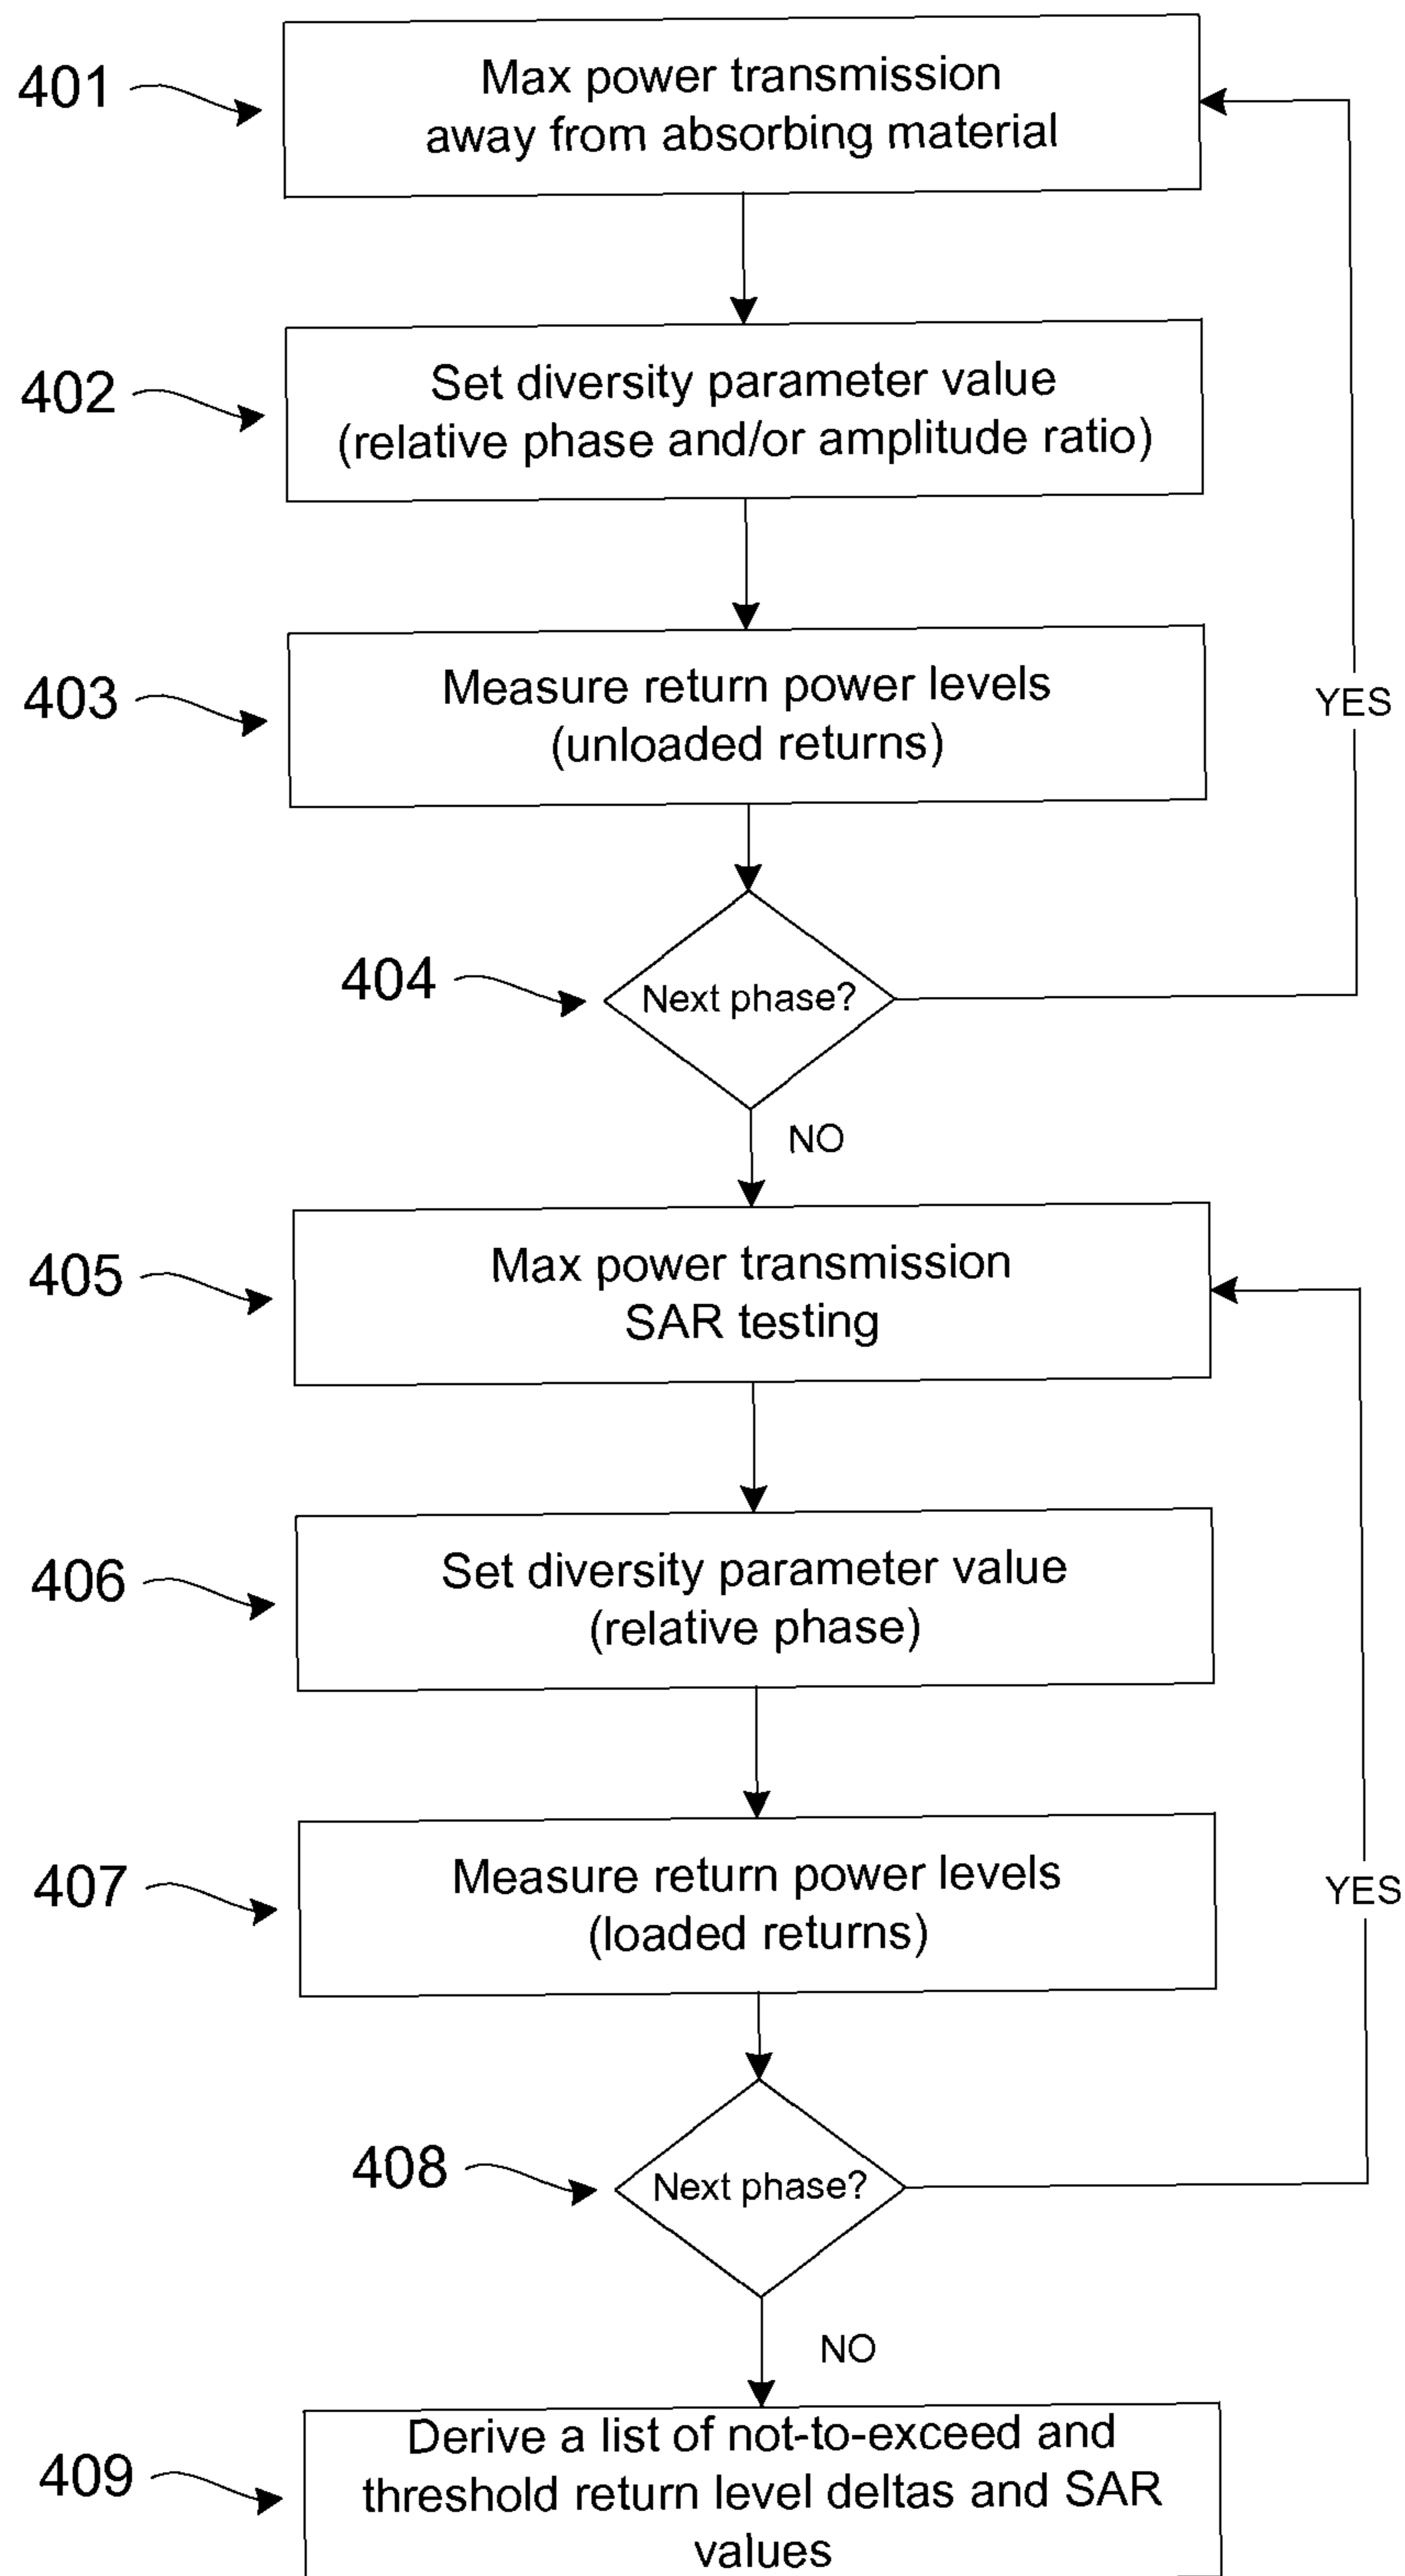 401
Max power transmission
away from absorbing material
402
Set diversity parameter value
(relative phase and/or amplitude ratio)
403
Measure return power levels
(unloaded returns)
YES
404
Next phase?
NO
405
Max power transmission
SAR testing
406
Set diversity parameter value
(relative phase)
407
Measure return power levels
(loaded returns)
YES
408
Next phase?
NO
409
Derive a list of not-to-exceed and
threshold return level deltas and SAR
values